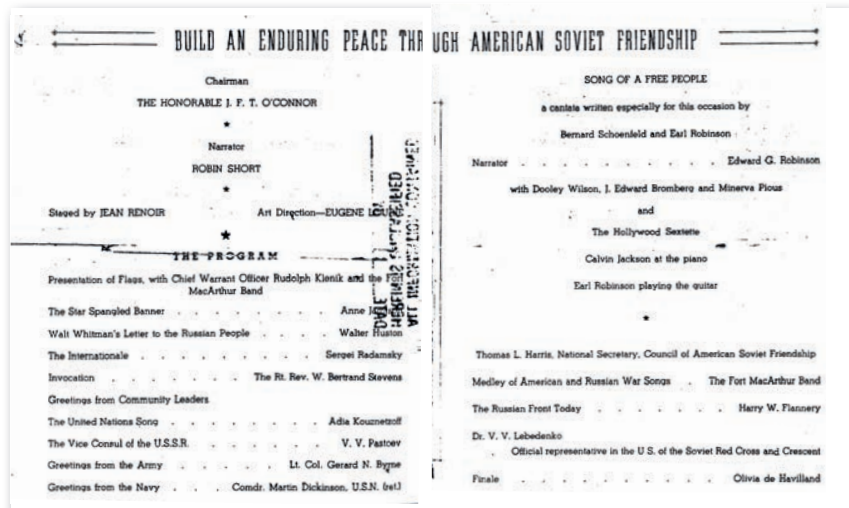 BUILD AN ENDURING PEACE THR UGH AMERICAN SOVIET FRIENDSHIP
Chairman
THE HONORABLE J. F. T. O'CONNOR
Narrator
ROBIN SHORT
Staged by JEAN RENOIR Art Direction—EUGENE
THE PROGRAM
Presentation of Flags, with Chief Warrant Officer Rudolph Klenik and the
MacArthur Band
The Star Spangled Banner . . . . . Anne
Walt Whitman's Letter to the Russian People . . . . Walter Huston
The Internationale . . . . . . . . Sergei Radamsky
Invocation . . . . . . . The Rt. Rev. W. Bertrand Stevens
Greetings from Community Leaders
The United Nations Song . . . . . . Adia Kouznetzoff
The Vice Consul of the U.S.S.R. . . . . . . V. V. Pastoev
Greetings from the Army . . . . Lt. Col. Gerard N. Byrne
Greetings from the Navy . . . Comdr. Martin Dickinson, U.S.N. (ret.)
ALL INFORMATION CONTAINED
HEREIN IS UNCLASSIFIED
DATE
SONG OF A FREE PEOPLE
a cantata written especially for this occasion by
Bernard Schoenfeld and Earl Robinson
Narrator . . . . . . . . . Edward G. Robinson
with Dooley Wilson, J. Edward Bromberg and Minerva Pious
and
The Hollywood Sextette
Calvin Jackson at the piano
Earl Robinson playing the guitar
Thomas L. Harris, National Secretary, Council of American Soviet Friendship
Medley of American and Russian War Songs . The Fort MacArthur Band
The Russian Front Today . . . . . . Harry W. Flannery
Dr. V. V. Lebedenko
Official representative in the U S. of the Soviet Red Cross and Crescent
Finale . . . . . . . . . Olivia de Havilland